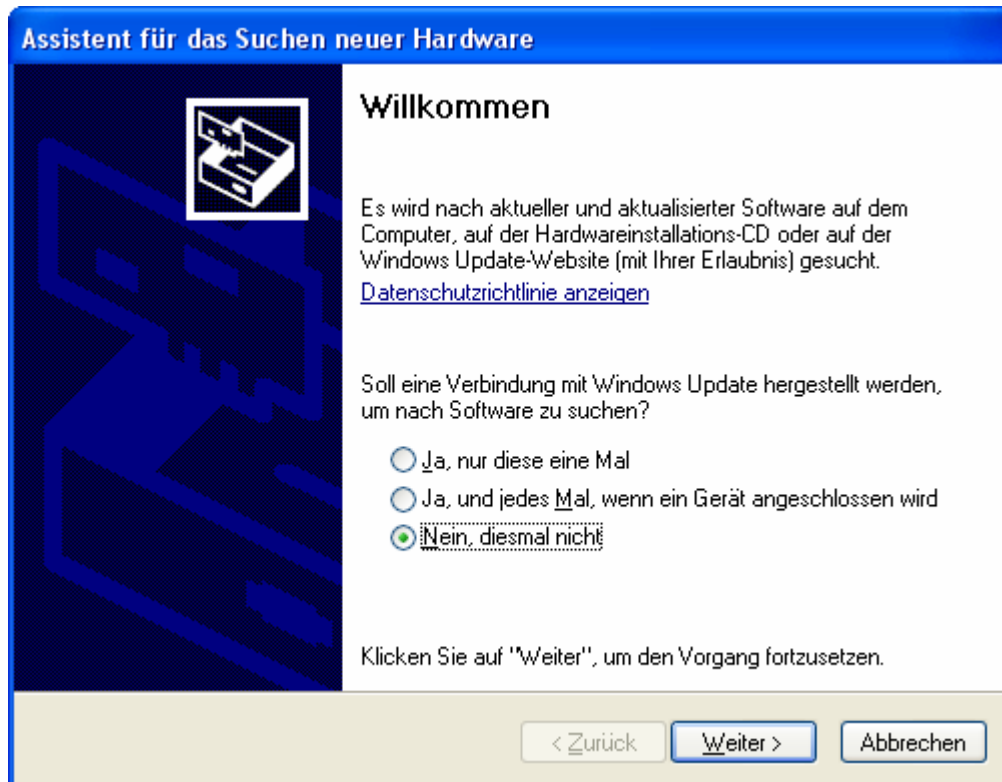 Assistent für das Suchen neuer Hardware
Willkommen
Es wird nach aktueller und aktualisierter Software auf dem
Computer, auf der Hardwareinstallations-CD oder auf der
Windows Update-Website (mit Ihrer Erlaubnis) gesucht.
Datenschutzrichtlinie anzeigen
Soll eine Verbindung mit Windows Update hergestellt werden,
um nach Software zu suchen?
Ja, nur diese eine Mal
Ja, und jedes Mal, wenn ein Gerät angeschlossen wird
Nein, diesmal nicht
Klicken Sie auf "Weiter", um den Vorgang fortzusetzen.
< Zurück Weiter > Abbrechen